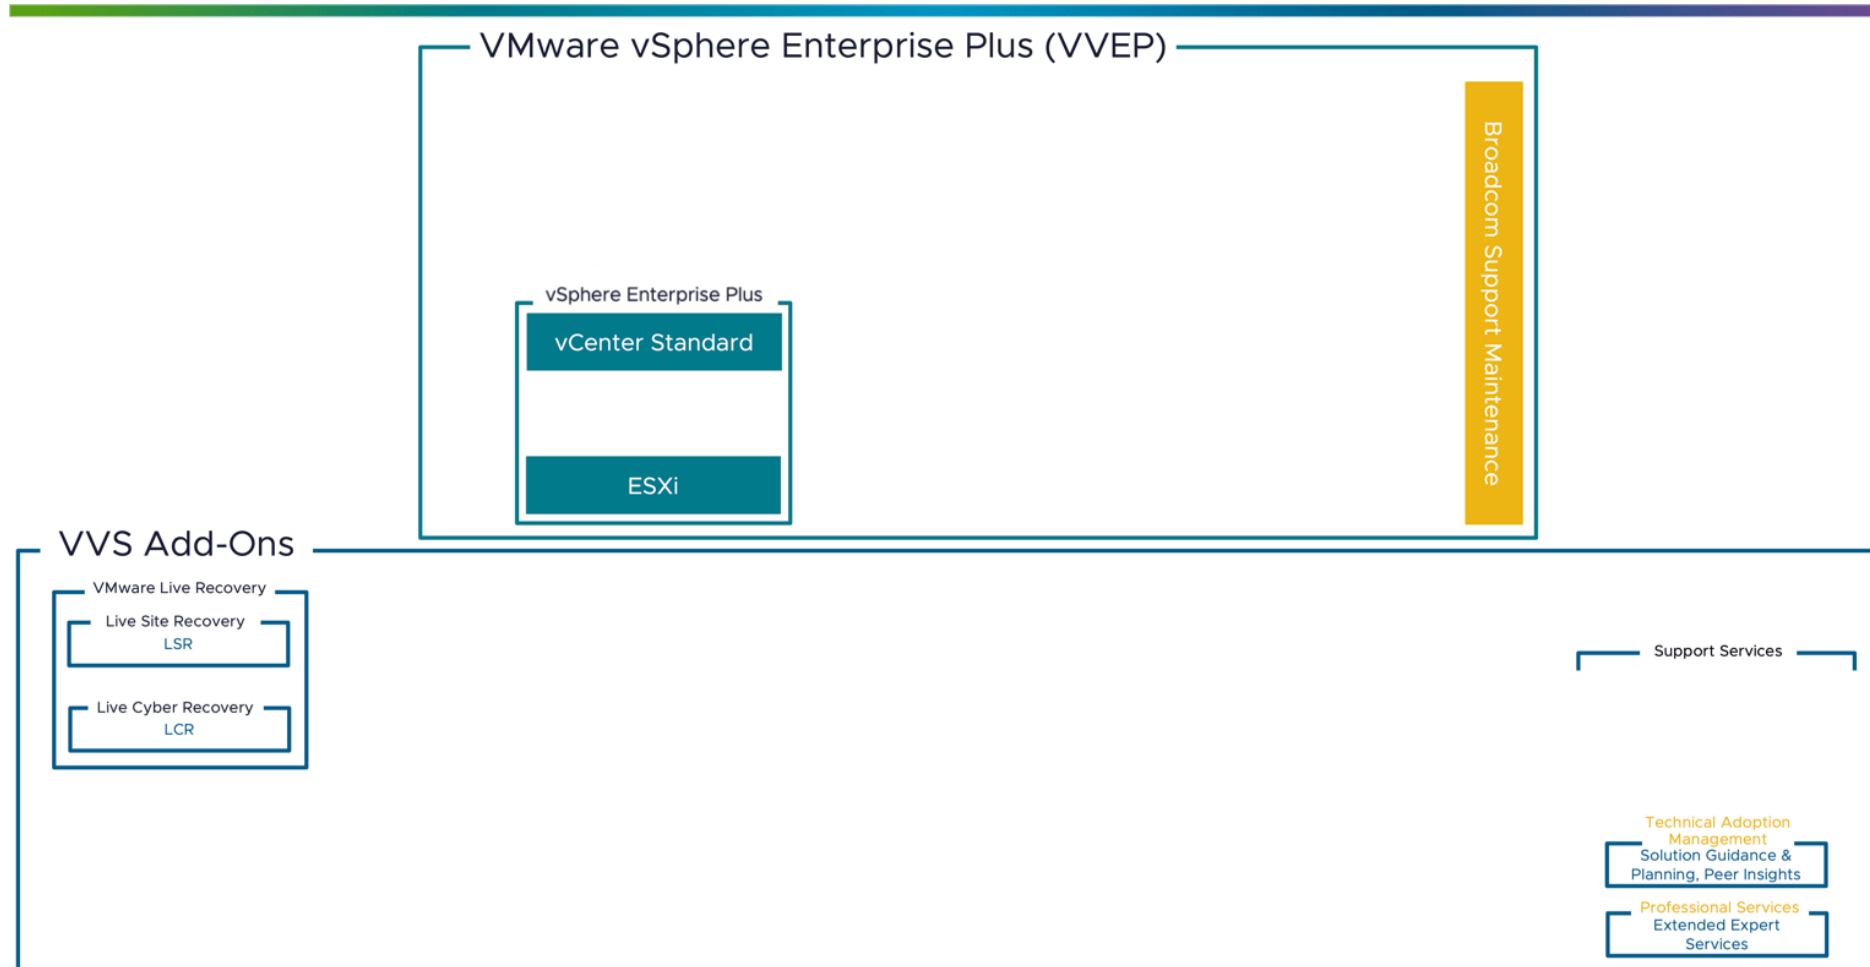 VMware vSphere Enterprise Plus (VVEP)
Broadcom Support Maintenance
vSphere Enterprise Plus
vCenter Standard
ESXi
VVS Add-Ons
VMware Live Recovery
Live Site Recovery
LSR
Live Cyber Recovery
LCR
Support Services
Technical Adoption
Management
Solution Guidance &
Planning, Peer Insights
Professional Services
Extended Expert
Services